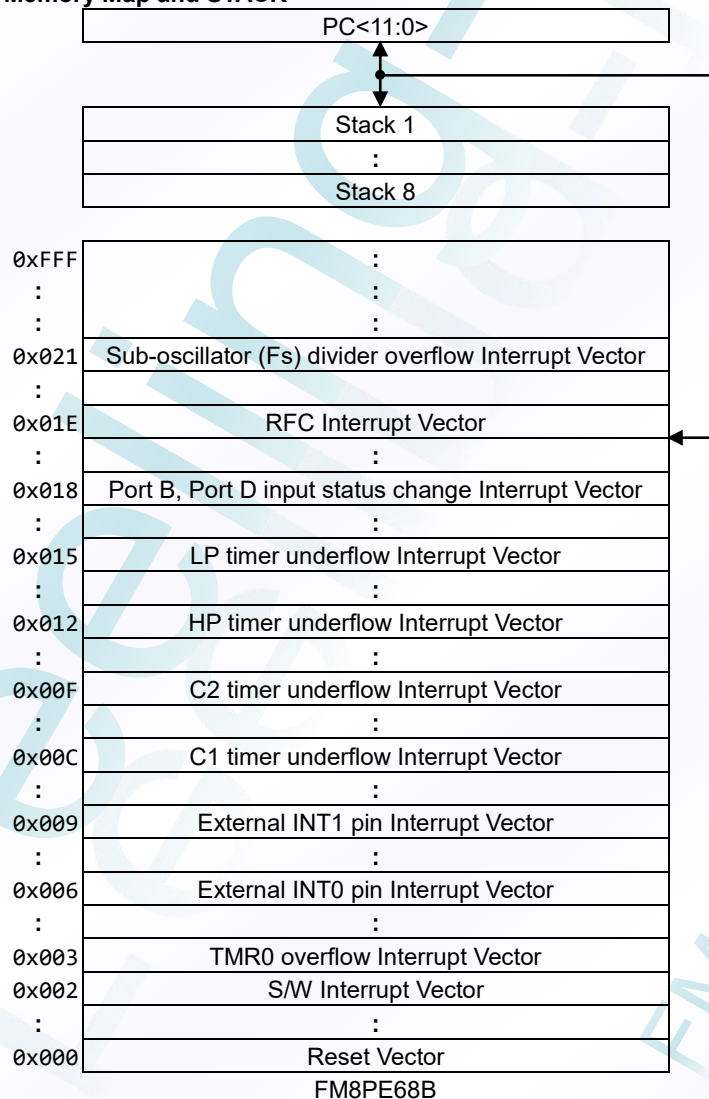 PC<11:0>
Stack 1
:
Stack 8
0xFFF :
: :
: :
0x021 Sub-oscillator (Fs) divider overflow Interrupt Vector
:
0x01E RFC Interrupt Vector
: :
0x018 Port B, Port D input status change Interrupt Vector
: :
0x015 LP timer underflow Interrupt Vector
: :
0x012 HP timer underflow Interrupt Vector
: :
0x00F C2 timer underflow Interrupt Vector
: :
0x00C C1 timer underflow Interrupt Vector
: :
0x009 External INT1 pin Interrupt Vector
: :
0x006 External INT0 pin Interrupt Vector
: :
0x003 TMR0 overflow Interrupt Vector
0x002 S/W Interrupt Vector
: :
0x000 Reset Vector
FM8PE68B